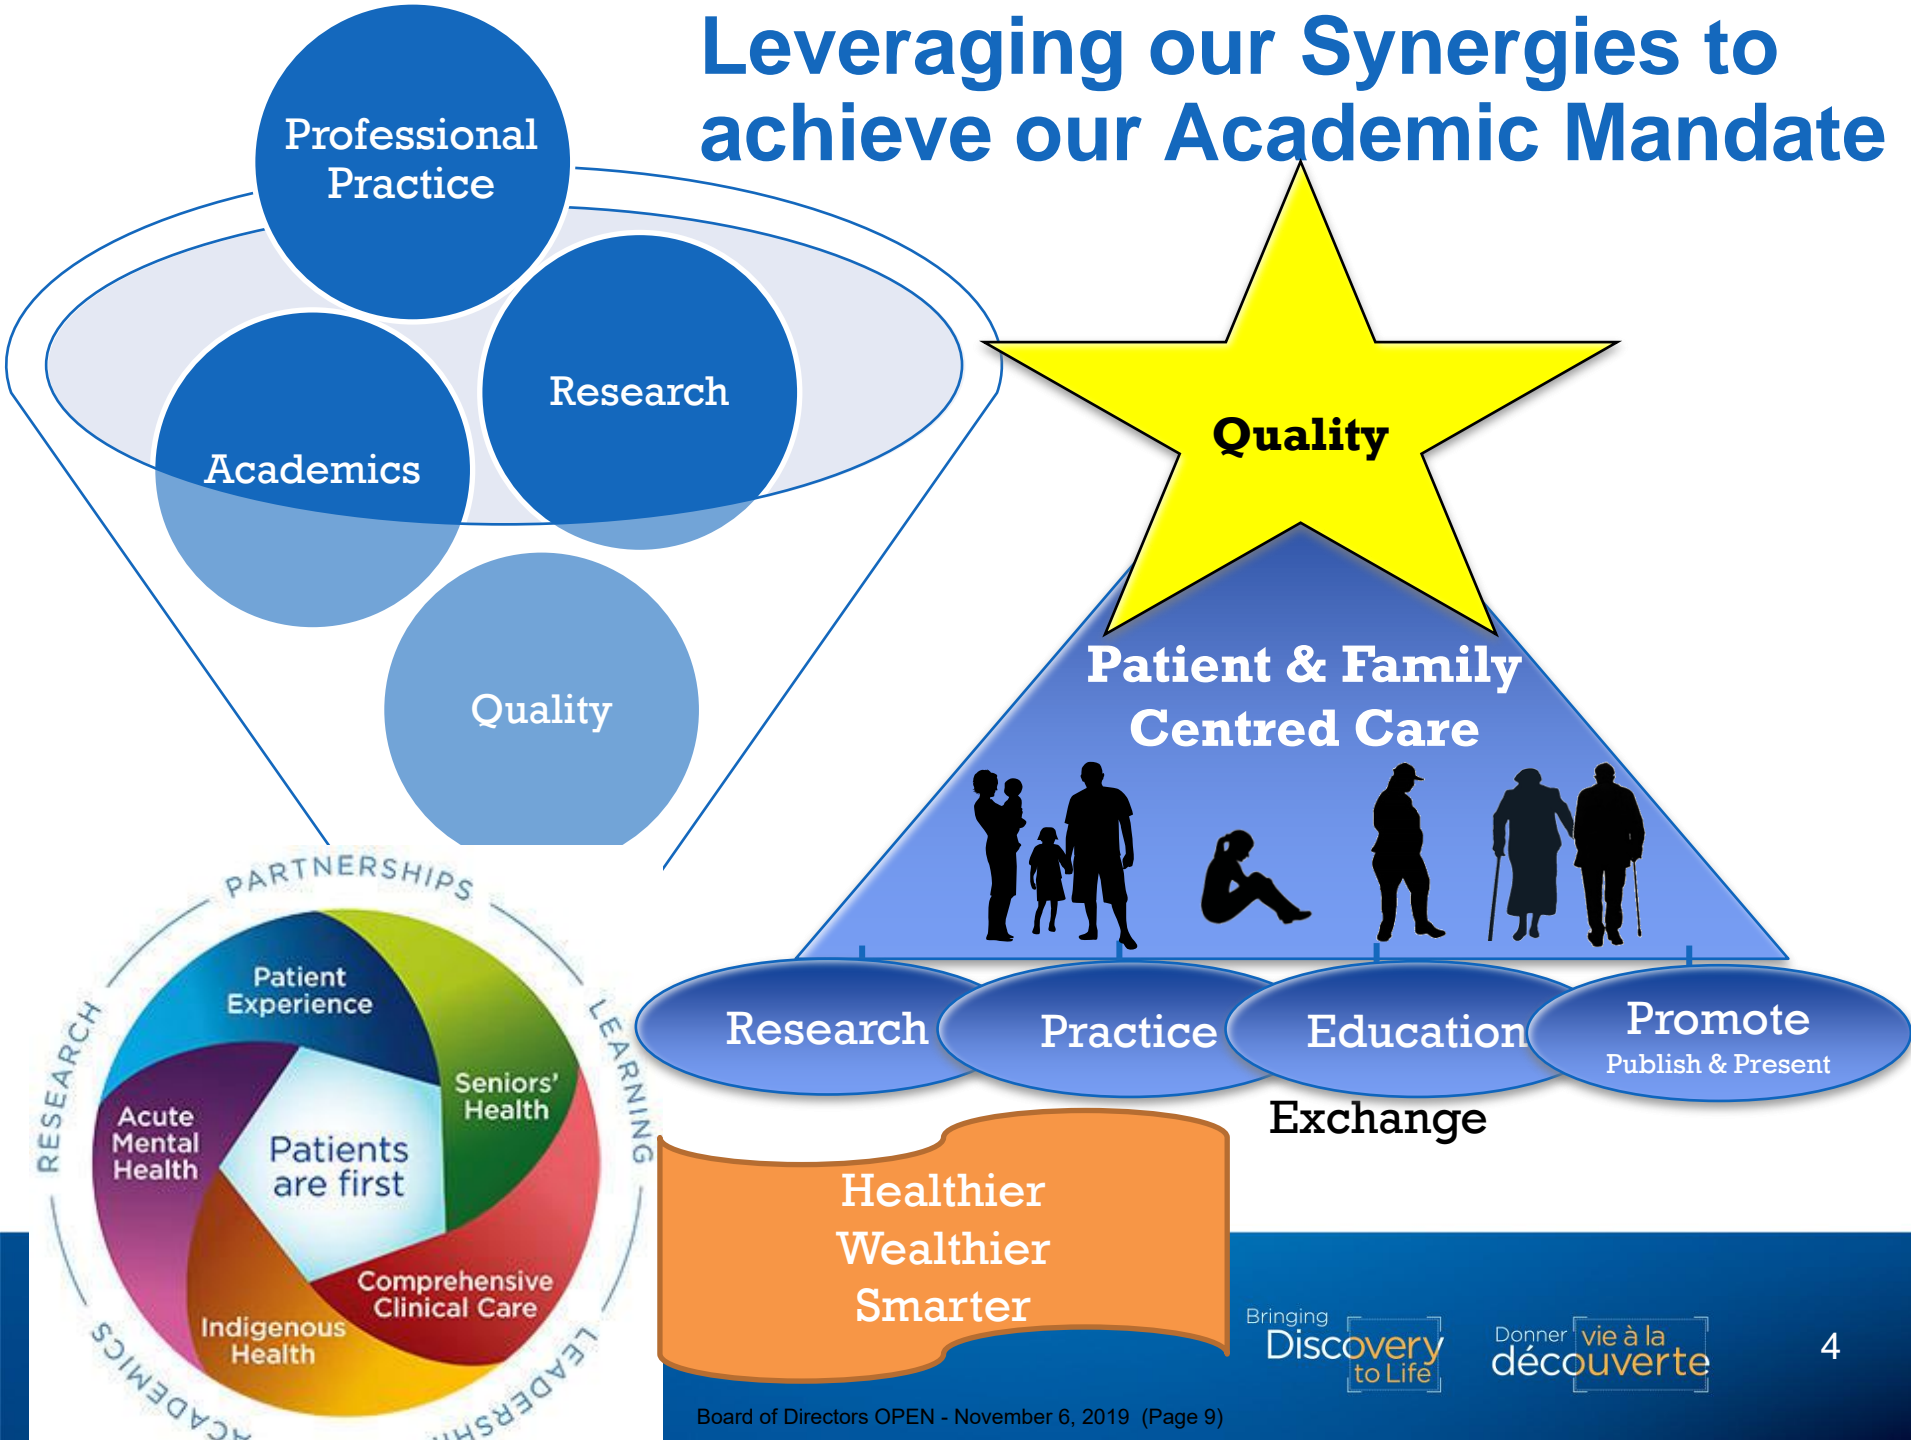 Leveraging our Synergies to
achieve our Academic Mandate
Professional
Practice
Research
Academics
Quality
Quality
Patient & Family
Centred Care
Research
Practice
Education
Promote
Publish & Present
Exchange
Healthier
Wealthier
Smarter
PARTNERSHIPS
LEARNING
RESEARCH
ACADEMICS
Patient
Experience
Seniors'
Health
Acute
Mental
Health
Patients
are first
Comprehensive
Clinical Care
Indigenous
Health
Bringing
Discovery
to Life
Donner vie à la
découverte
4
Board of Directors OPEN - November 6, 2019 (Page 9)